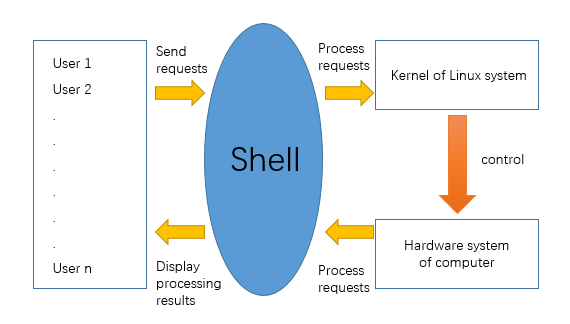 User 1
User 2
.
.
.
.
.
.
User n
Send
requests
Shell
Process
requests
Kernel of Linux system
control
Hardware system
of computer
Process
requests
Display
processing
results